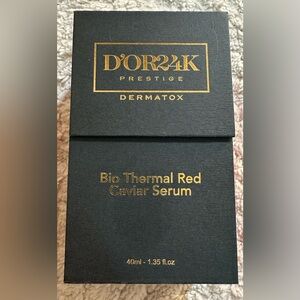 D'OR24K
PRESTIGE
DERMATOX
Bio Thermal Red
Caviar Serum
40ml - 1.35 fl.oz